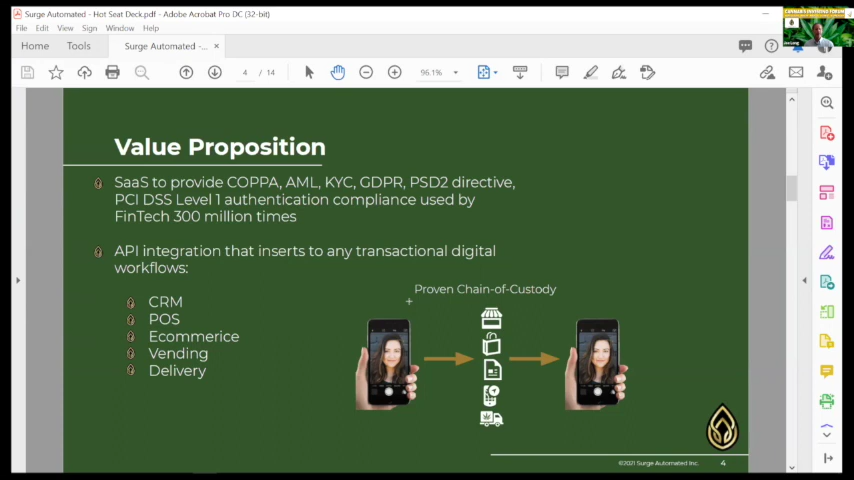 Surge Automated - Hot Seat Deck.pdf - Adobe Acrobat Pro DC (32-bit)
File Edit View Sign Window Help
Home Tools Surge Automated -... ×
4 / 14 96.1%
Value Proposition
SaaS to provide COPPA, AML, KYC, GDPR, PSD2 directive,
PCI DSS Level 1 authentication compliance used by
FinTech 300 million times
API integration that inserts to any transactional digital
workflows:
Proven Chain-of-Custody
CRM
POS
Ecommerice
Vending
Delivery
©2021 Surge Automated Inc. 4